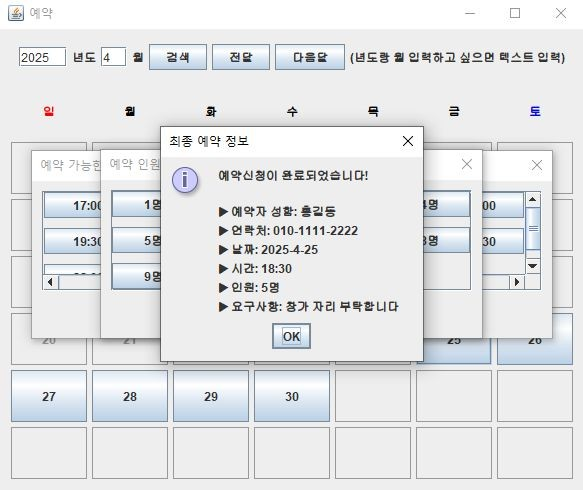 예약
2025 년도 4 월 검색 전달 다음달 (년도랑 월 입력하고 싶으면 텍스트 입력)
일 월 화 수 목 금 토
최종 예약 정보
예약 가능한
예약 인원
예약신청이 완료되었습니다!
17:00 1명 4명 00
▶ 예약자 성함: 홍길동
▶ 연락처: 010-1111-2222
19:30 5명 8명 30
▶ 날짜: 2025-4-25
▶ 시간: 18:30
9명
▶ 인원: 5명
▶ 요구사항: 창가 자리 부탁합니다
OK
20 21 25 26
27 28 29 30